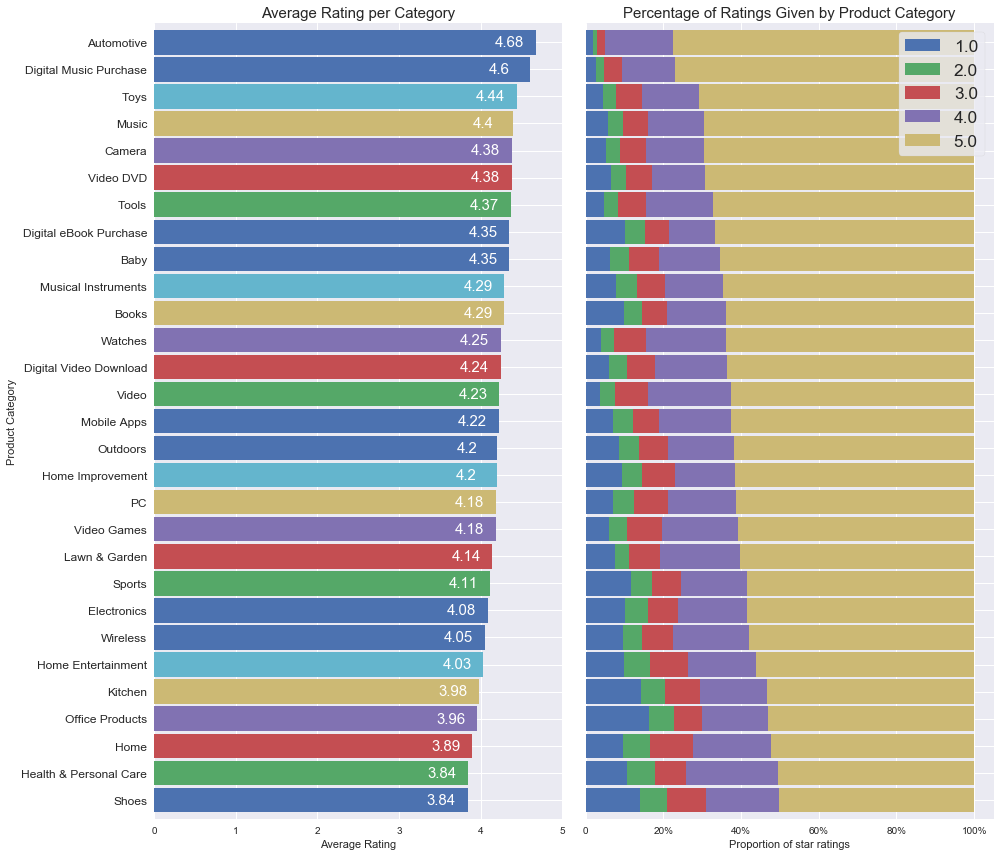 Average Rating per Category
Percentage of Ratings Given by Product Category
Product Category
Automotive 4.68
Digital Music Purchase 4.6
Toys 4.44
Music 4.4
Camera 4.38
Video DVD 4.38
Tools 4.37
Digital eBook Purchase 4.35
Baby 4.35
Musical Instruments 4.29
Books 4.29
Watches 4.25
Digital Video Download 4.24
Video 4.23
Mobile Apps 4.22
Outdoors 4.2
Home Improvement 4.2
PC 4.18
Video Games 4.18
Lawn & Garden 4.14
Sports 4.11
Electronics 4.08
Wireless 4.05
Home Entertainment 4.03
Kitchen 3.98
Office Products 3.96
Home 3.89
Health & Personal Care 3.84
Shoes 3.84
0 1 2 3 4 5
Average Rating
1.0
2.0
3.0
4.0
5.0
0 20% 40% 60% 80% 100%
Proportion of star ratings